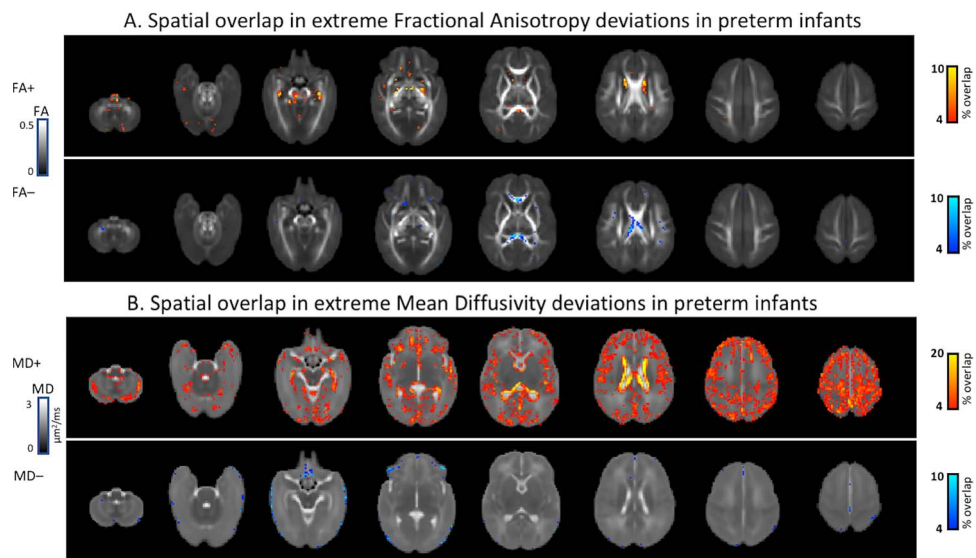 A. Spatial overlap in extreme Fractional Anisotropy deviations in preterm infants
FA+
FA
0.5
0
10
4
% overlap
FA–
10
4
% overlap
B. Spatial overlap in extreme Mean Diffusivity deviations in preterm infants
MD+
MD
3
0
µm²/ms
20
4
% overlap
MD–
10
4
% overlap